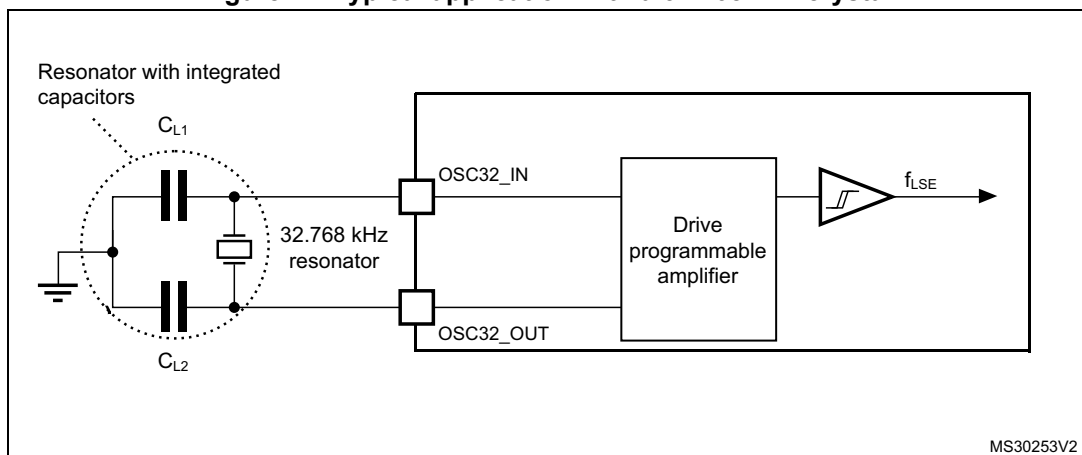 Resonator with integrated
capacitors
C_L1
OSC32_IN
f_LSE
32.768 kHz
resonator
Drive
programmable
amplifier
OSC32_OUT
C_L2
MS30253V2